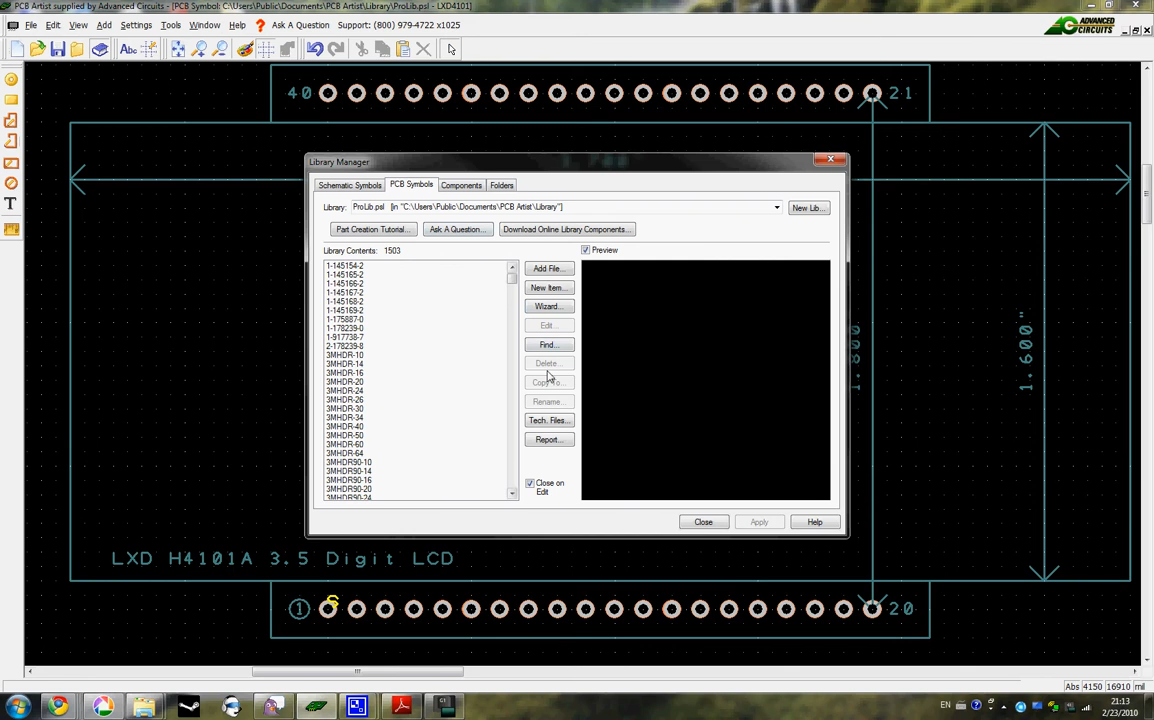 PCB Artist supplied by Advanced Circuits - [PCB Symbol: C:\Users\Public\Documents\PCB Artist\Library\ProLib.psl - LXD4101]
File Edit View Add Settings Tools Window Help ? Ask A Question Support: (800) 979-4722 x1025
ADVANCED
CIRCUITS
Abc
T
40
21
Library Manager
Schematic Symbols PCB Symbols Components Folders
Library: ProLib.psl [in "C:\Users\Public\Documents\PCB Artist\Library"] New Lib...
Part Creation Tutorial... Ask A Question... Download Online Library Components...
Library Contents: 1503
Preview
1-145154-2
1-145165-2
1-145166-2
1-145167-2
1-145168-2
1-145169-2
1-175887-0
1-178239-0
1-917738-7
2-178239-8
3MHDR-10
3MHDR-14
3MHDR-16
3MHDR-20
3MHDR-24
3MHDR-26
3MHDR-30
3MHDR-34
3MHDR-40
3MHDR-50
3MHDR-60
3MHDR-64
3MHDR90-10
3MHDR90-14
3MHDR90-16
3MHDR90-20
3MHDR90-24
Add File...
New Item...
Wizard...
Edit...
Find...
Delete...
Copy To...
Rename...
Tech. Files...
Report...
Close on
Edit
Close Apply Help
1.800"
1.600"
LXD H4101A 3.5 Digit LCD
1
S
20
Abs 4150 16910 mil
EN
21:13
2/23/2010